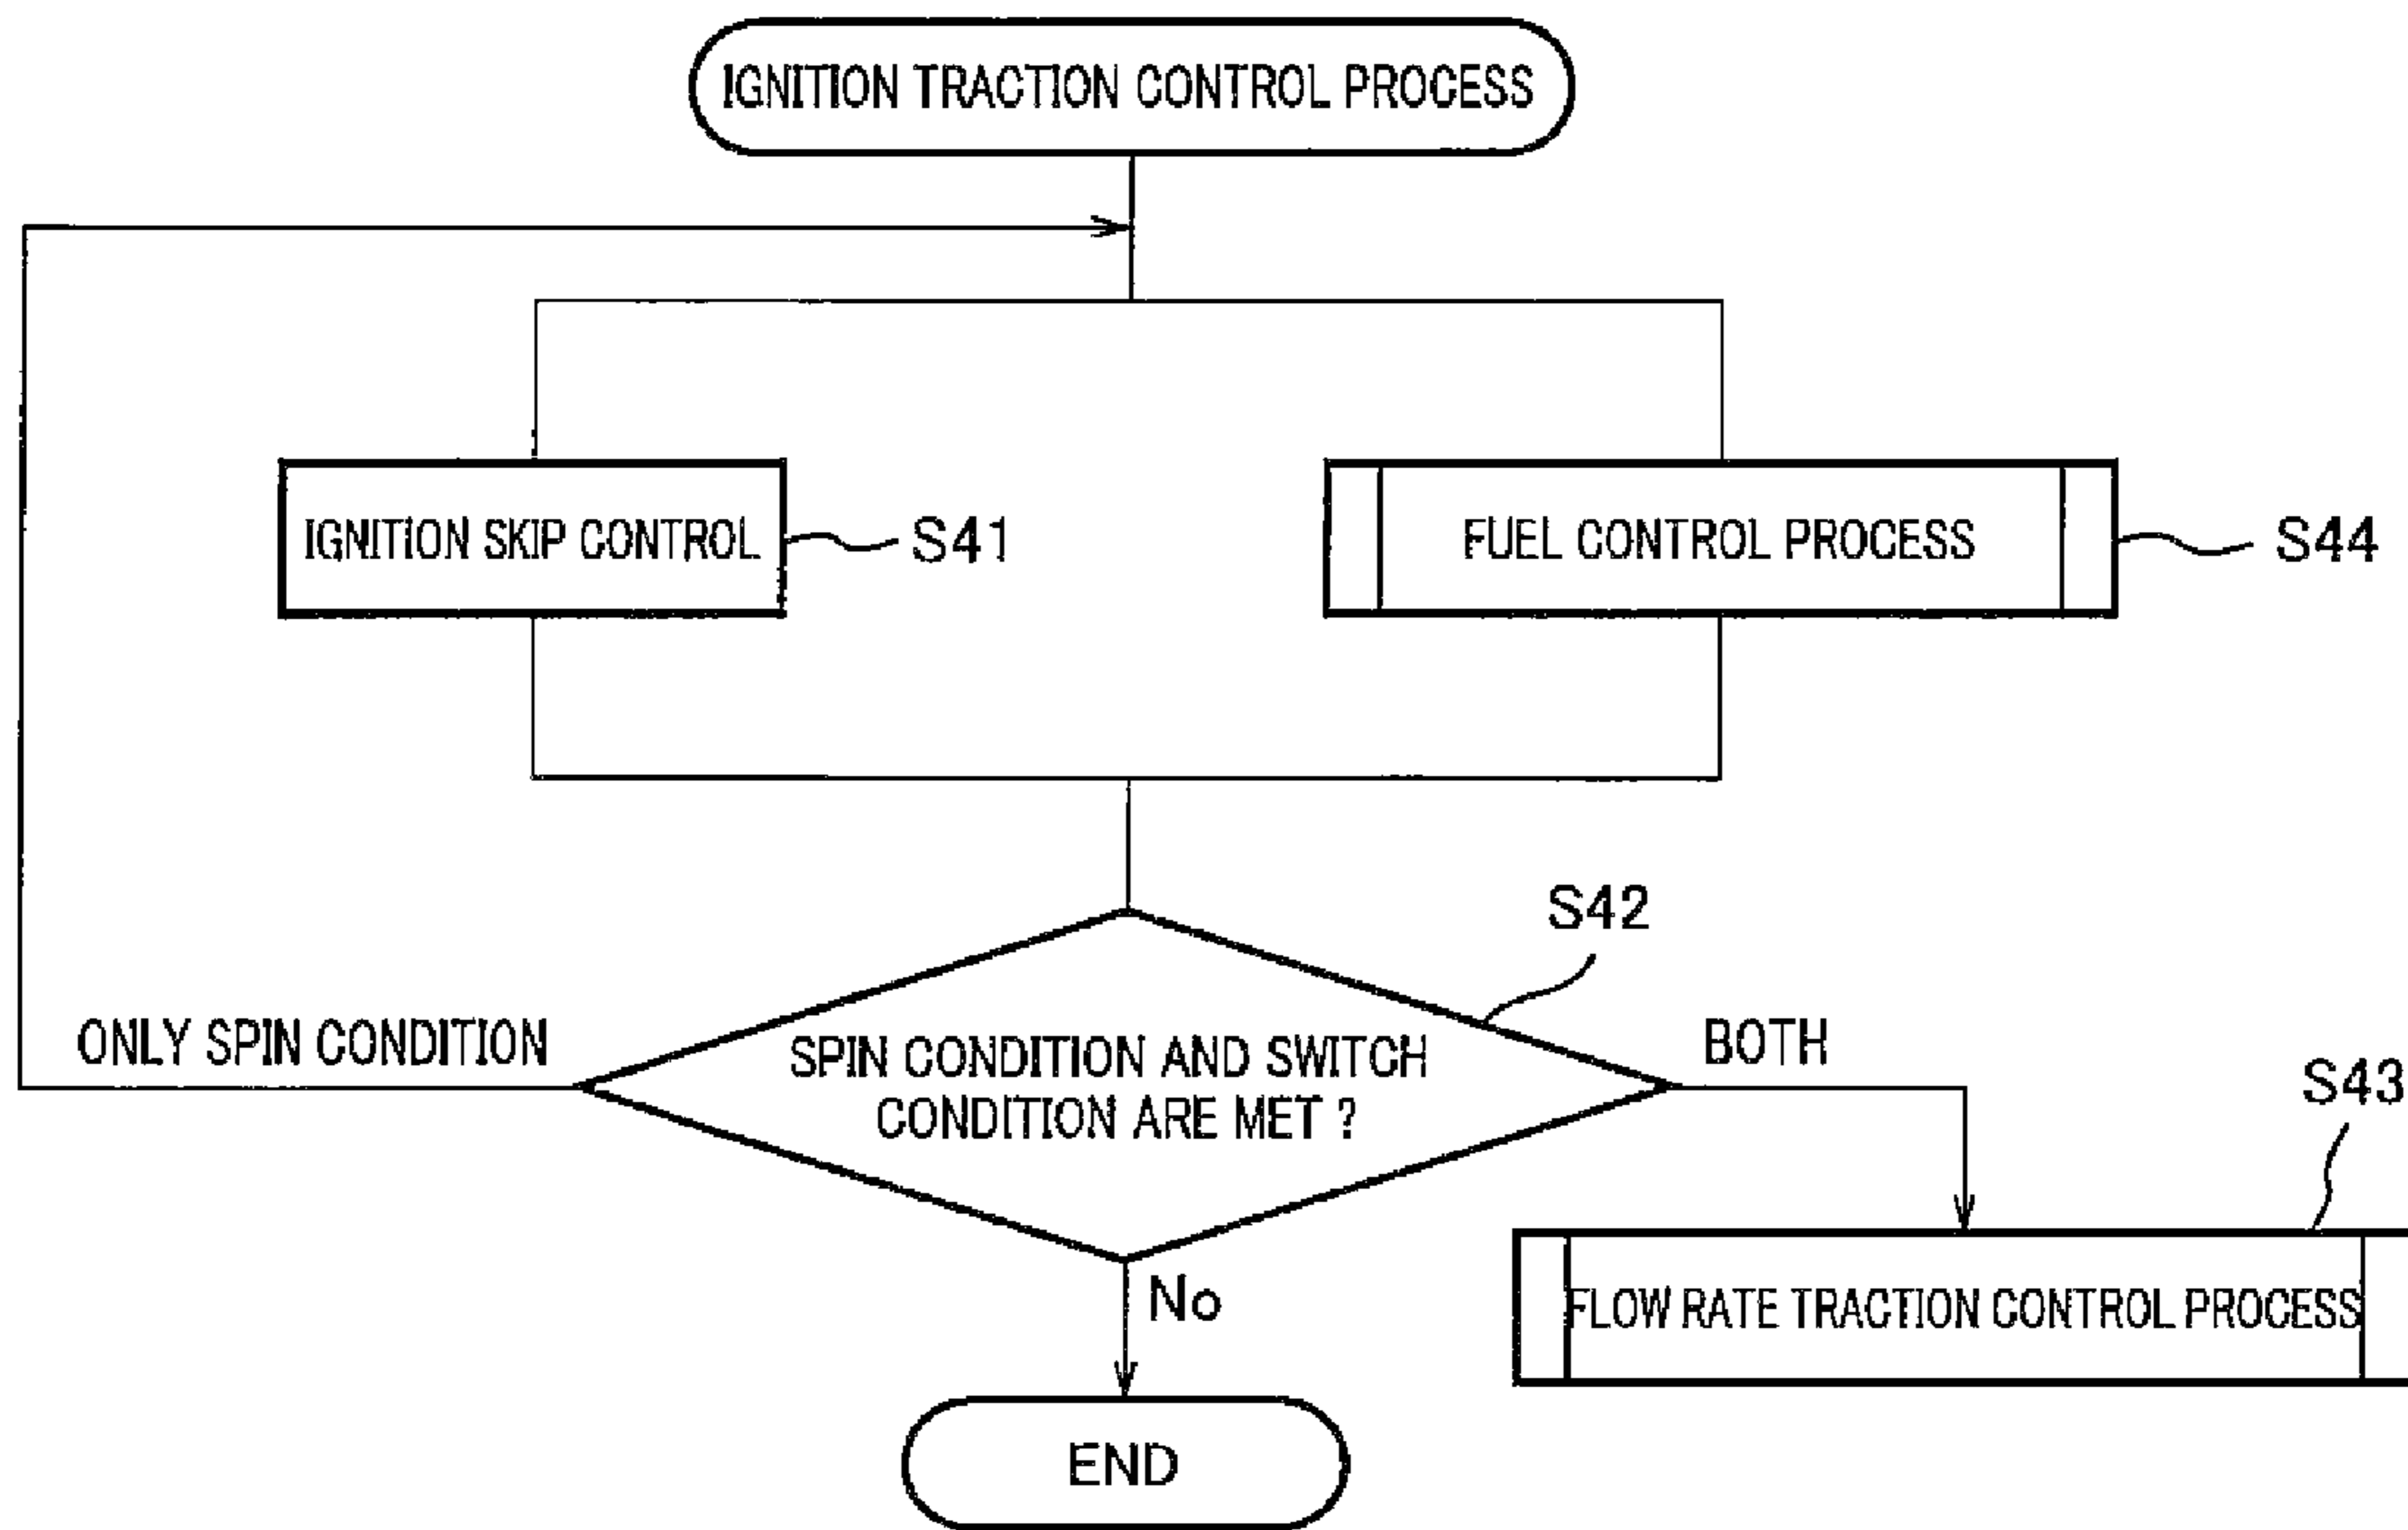 IGNITION TRACTION CONTROL PROCESS
IGNITION SKIP CONTROL
S41
FUEL CONTROL PROCESS
S44
S42
ONLY SPIN CONDITION
SPIN CONDITION AND SWITCH
CONDITION ARE MET ?
BOTH
S43
No
FLOW RATE TRACTION CONTROL PROCESS
END